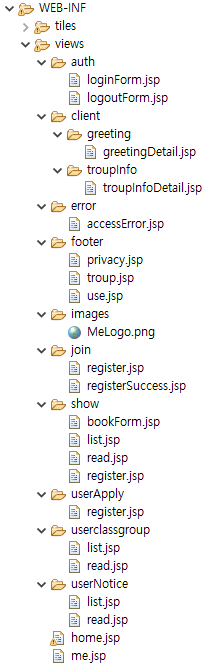 WEB-INF
tiles
views
auth
loginForm.jsp
logoutForm.jsp
client
greeting
greetingDetail.jsp
troupInfo
troupInfoDetail.jsp
error
accessError.jsp
footer
privacy.jsp
troup.jsp
use.jsp
images
MeLogo.png
join
register.jsp
registerSuccess.jsp
show
bookForm.jsp
list.jsp
read.jsp
register.jsp
userApply
register.jsp
userclassgroup
list.jsp
read.jsp
userNotice
list.jsp
read.jsp
home.jsp
me.jsp